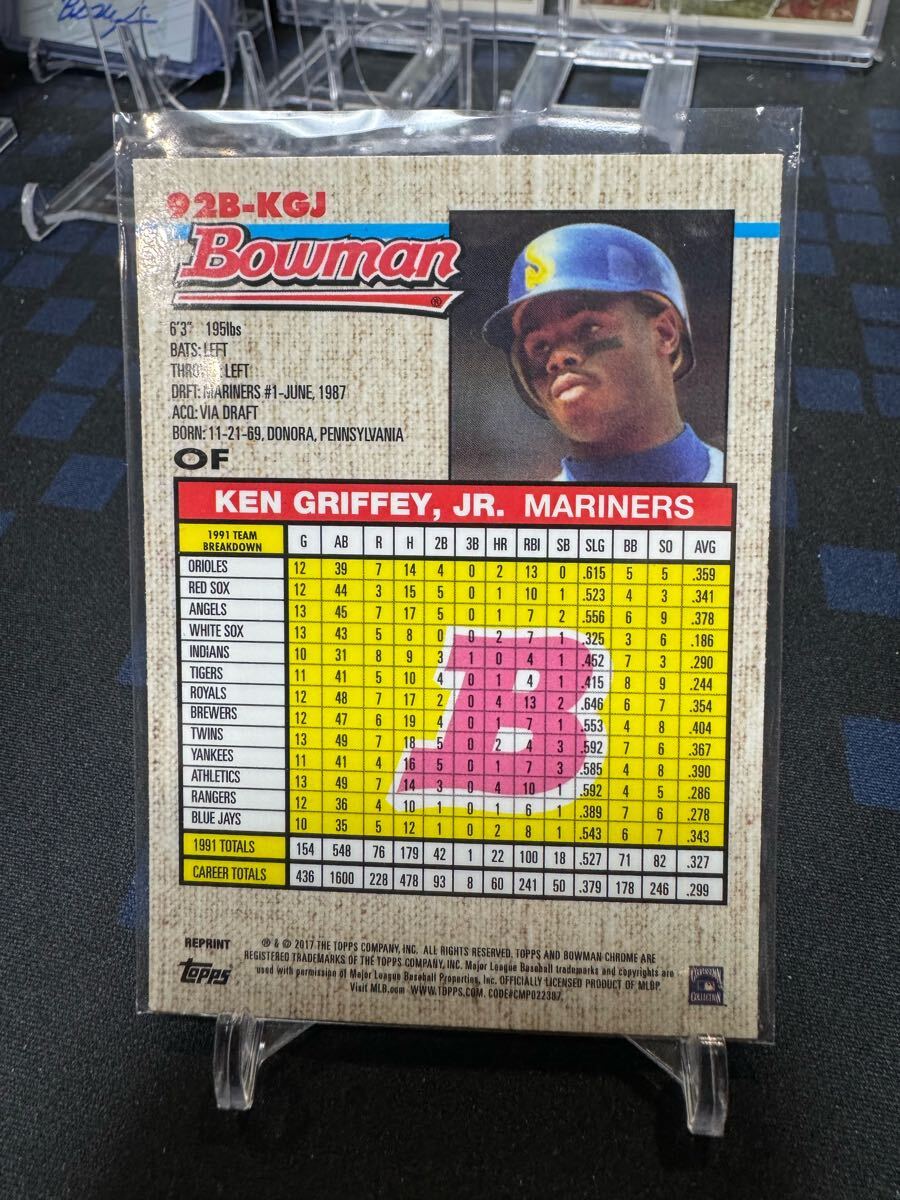 92B-KGJ
Bowman®
6'3" 195lbs
BATS: LEFT
LEFT
DRFT: MARINERS #1-JUNE, 1987
ACQ: VIA DRAFT
BORN: 11-21-69, DONORA, PENNSYLVANIA
OF
S
KEN GRIFFEY, JR. MARINERS
1991 TEAM BREAKDOWN G AB R H 2B 3B HR RBI SB SLG BB SO AVG
ORIOLES 12 39 7 14 4 0 2 13 0 .615 5 5 .359
RED SOX 12 44 3 15 5 0 1 10 1 .523 4 3 .341
ANGELS 13 45 7 17 5 0 1 7 2 .556 6 9 .378
WHITE SOX 13 43 5 8 0 0 2 7 1 .325 3 6 .186
INDIANS 10 31 8 9 3 1 0 4 1 .452 7 3 .290
TIGERS 11 41 5 10 4 0 1 4 1 .415 8 9 .244
ROYALS 12 48 7 17 2 0 4 13 2 .646 6 7 .354
BREWERS 12 47 6 19 4 0 1 7 1 .553 4 8 .404
TWINS 13 49 7 18 5 0 2 4 3 .592 7 6 .367
YANKEES 11 41 4 16 5 0 1 7 3 .585 4 8 .390
ATHLETICS 13 49 7 14 3 0 4 10 1 .592 4 5 .286
RANGERS 12 36 4 10 1 0 1 6 1 .389 7 6 .278
BLUE JAYS 10 35 5 12 1 0 2 8 1 .543 6 7 .343
1991 TOTALS 154 548 76 179 42 1 22 100 18 .527 71 82 .327
CAREER TOTALS 436 1600 228 478 93 8 60 241 50 .379 178 246 .299
B
REPRINT
topps
® & © 2017 THE TOPPS COMPANY, INC. ALL RIGHTS RESERVED. TOPPS AND BOWMAN CHROME ARE
REGISTERED TRADEMARKS OF THE TOPPS COMPANY, INC. Major League Baseball trademarks and copyrights are
used with permission of Major League Baseball Properties, Inc. OFFICIALLY LICENSED PRODUCT OF MLBP.
Visit MLB.com WWW.TOPPS.COM. CODE#CMP022387.
COOPERSTOWN
COLLECTION